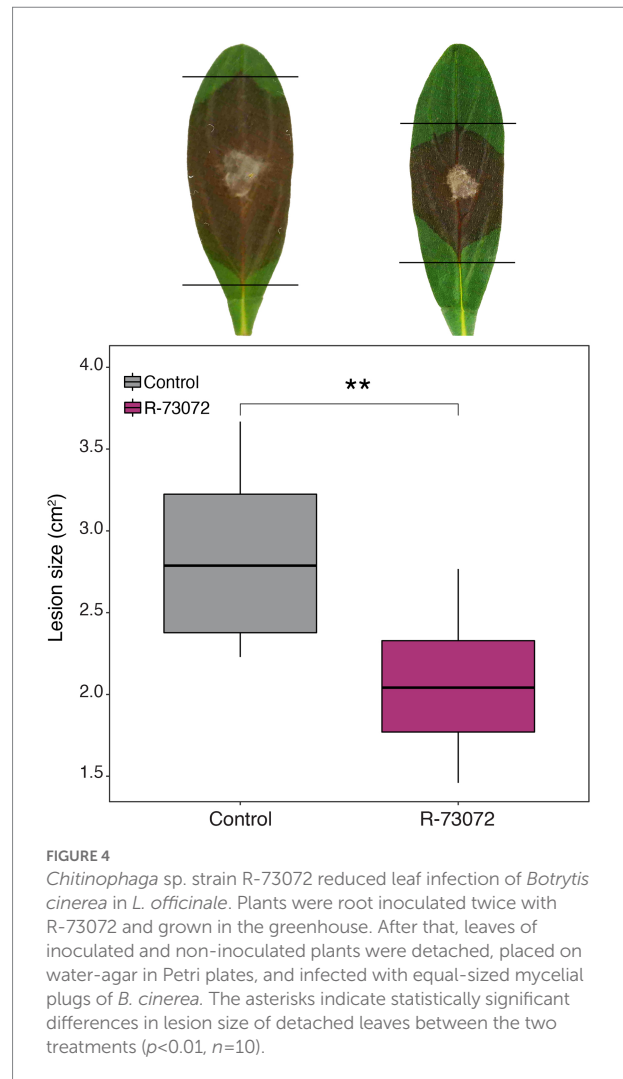 4.0
Control
R-73072
**
3.5
3.0
2.5
2.0
1.5
Lesion size (cm²)
Control R-73072
FIGURE 4
Chitinophaga sp. strain R-73072 reduced leaf infection of Botrytis
cinerea in L. officinale. Plants were root inoculated twice with
R-73072 and grown in the greenhouse. After that, leaves of
inoculated and non-inoculated plants were detached, placed on
water-agar in Petri plates, and infected with equal-sized mycelial
plugs of B. cinerea. The asterisks indicate statistically significant
differences in lesion size of detached leaves between the two
treatments (p<0.01, n=10).